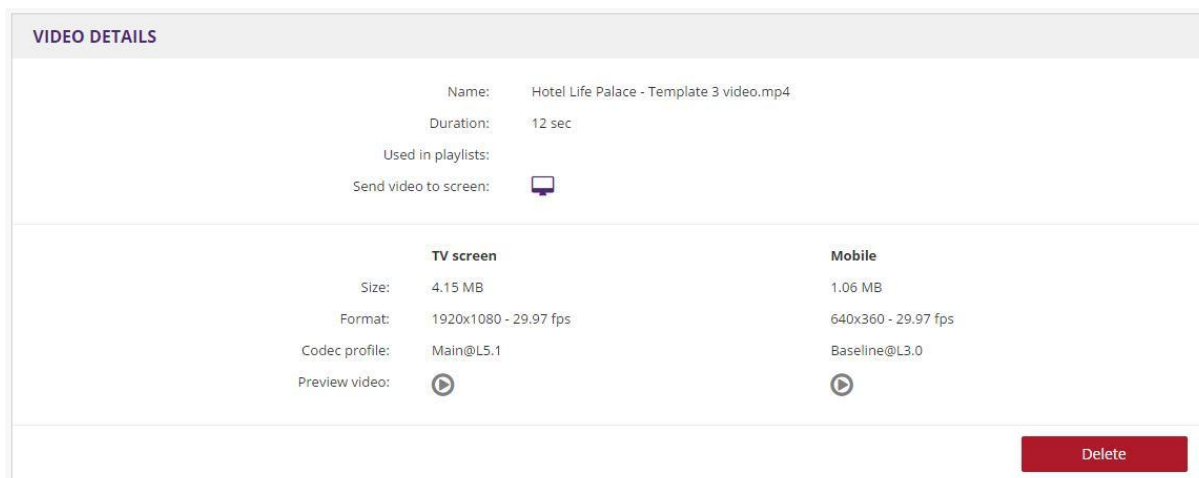 VIDEO DETAILS
Name: Hotel Life Palace - Template 3 video.mp4
Duration: 12 sec
Used in playlists:
Send video to screen:
TV screen Mobile
Size: 4.15 MB 1.06 MB
Format: 1920x1080 - 29.97 fps 640x360 - 29.97 fps
Codec profile: Main@L5.1 Baseline@L3.0
Preview video:
Delete